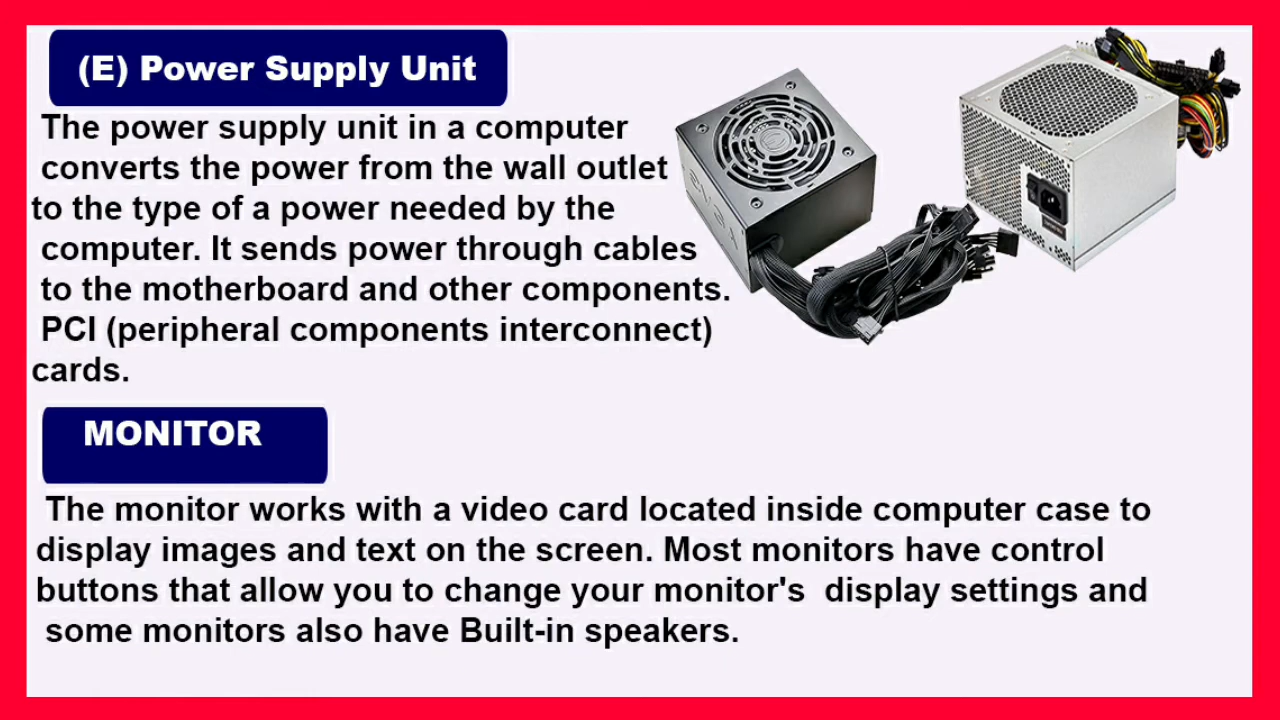 (E) Power Supply Unit
The power supply unit in a computer
converts the power from the wall outlet
to the type of a power needed by the
computer. It sends power through cables
to the motherboard and other components.
PCI (peripheral components interconnect)
cards.
MONITOR
The monitor works with a video card located inside computer case to
display images and text on the screen. Most monitors have control
buttons that allow you to change your monitor's display settings and
some monitors also have Built-in speakers.